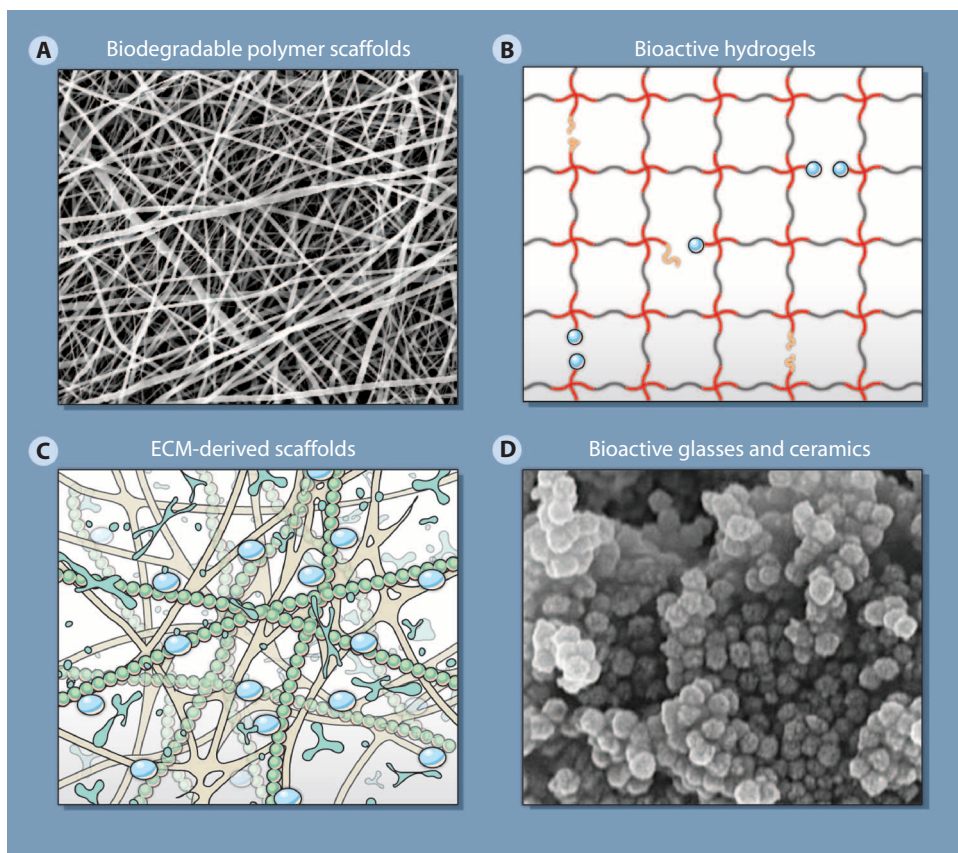 A Biodegradable polymer scaffolds
B Bioactive hydrogels
C ECM-derived scaffolds
D Bioactive glasses and ceramics